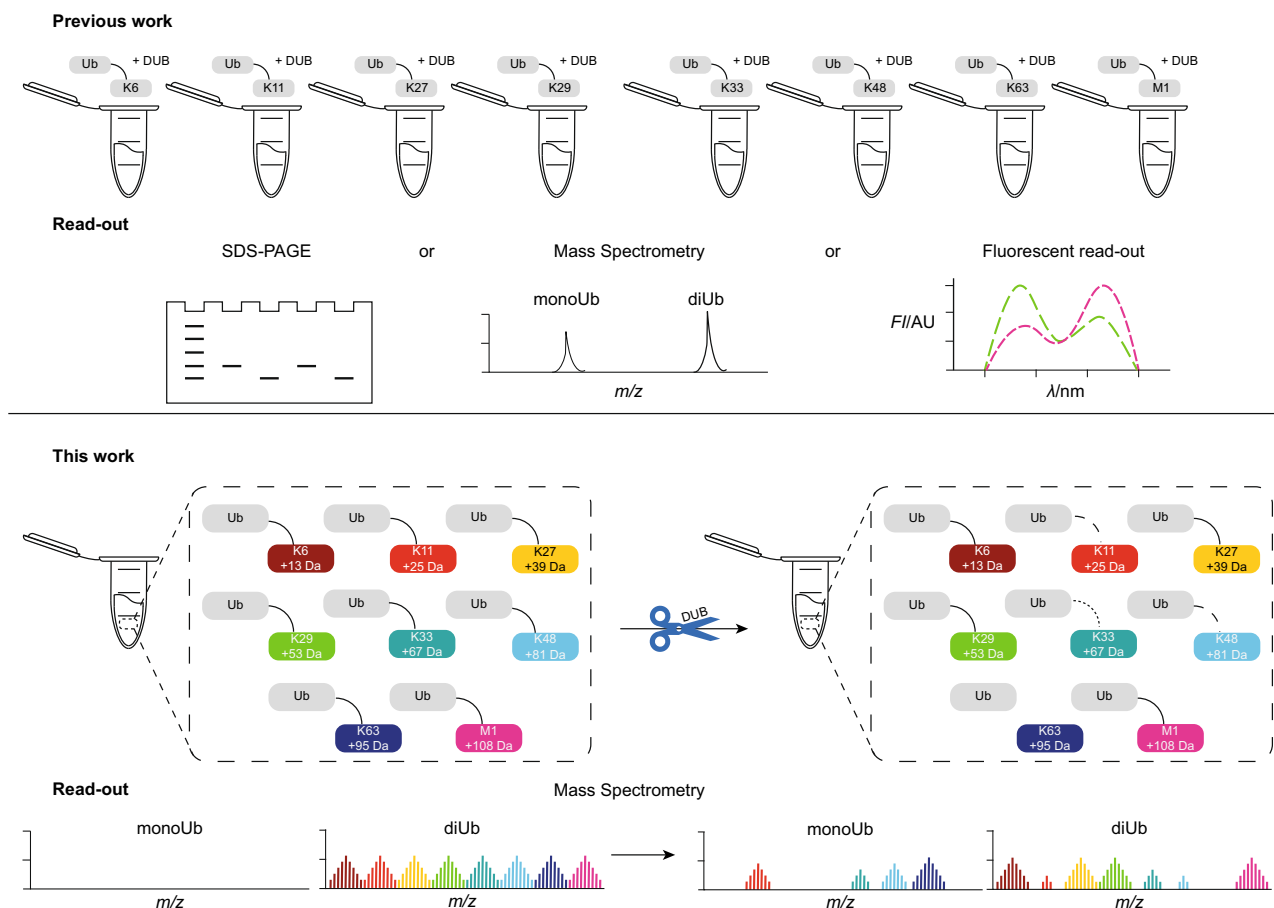 Previous work
Ub + DUB Ub + DUB Ub + DUB Ub + DUB Ub + DUB Ub + DUB Ub + DUB Ub + DUB
K6 K11 K27 K29 K33 K48 K63 M1
Read-out
SDS-PAGE or Mass Spectrometry or Fluorescent read-out
monoUb diUb
FI/AU
m/z
λ/nm
This work
Ub Ub Ub Ub Ub Ub
K6 K11 K27 K6 K11 K27
+13 Da +25 Da +39 Da +13 Da +25 Da +39 Da
Ub Ub Ub DUB Ub Ub Ub
K29 K33 K48 K29 K33 K48
+53 Da +67 Da +81 Da +53 Da +67 Da +81 Da
Ub Ub Ub Ub
K63 M1 K63 M1
+95 Da +108 Da +95 Da +108 Da
Read-out Mass Spectrometry
monoUb diUb monoUb diUb
m/z m/z m/z m/z